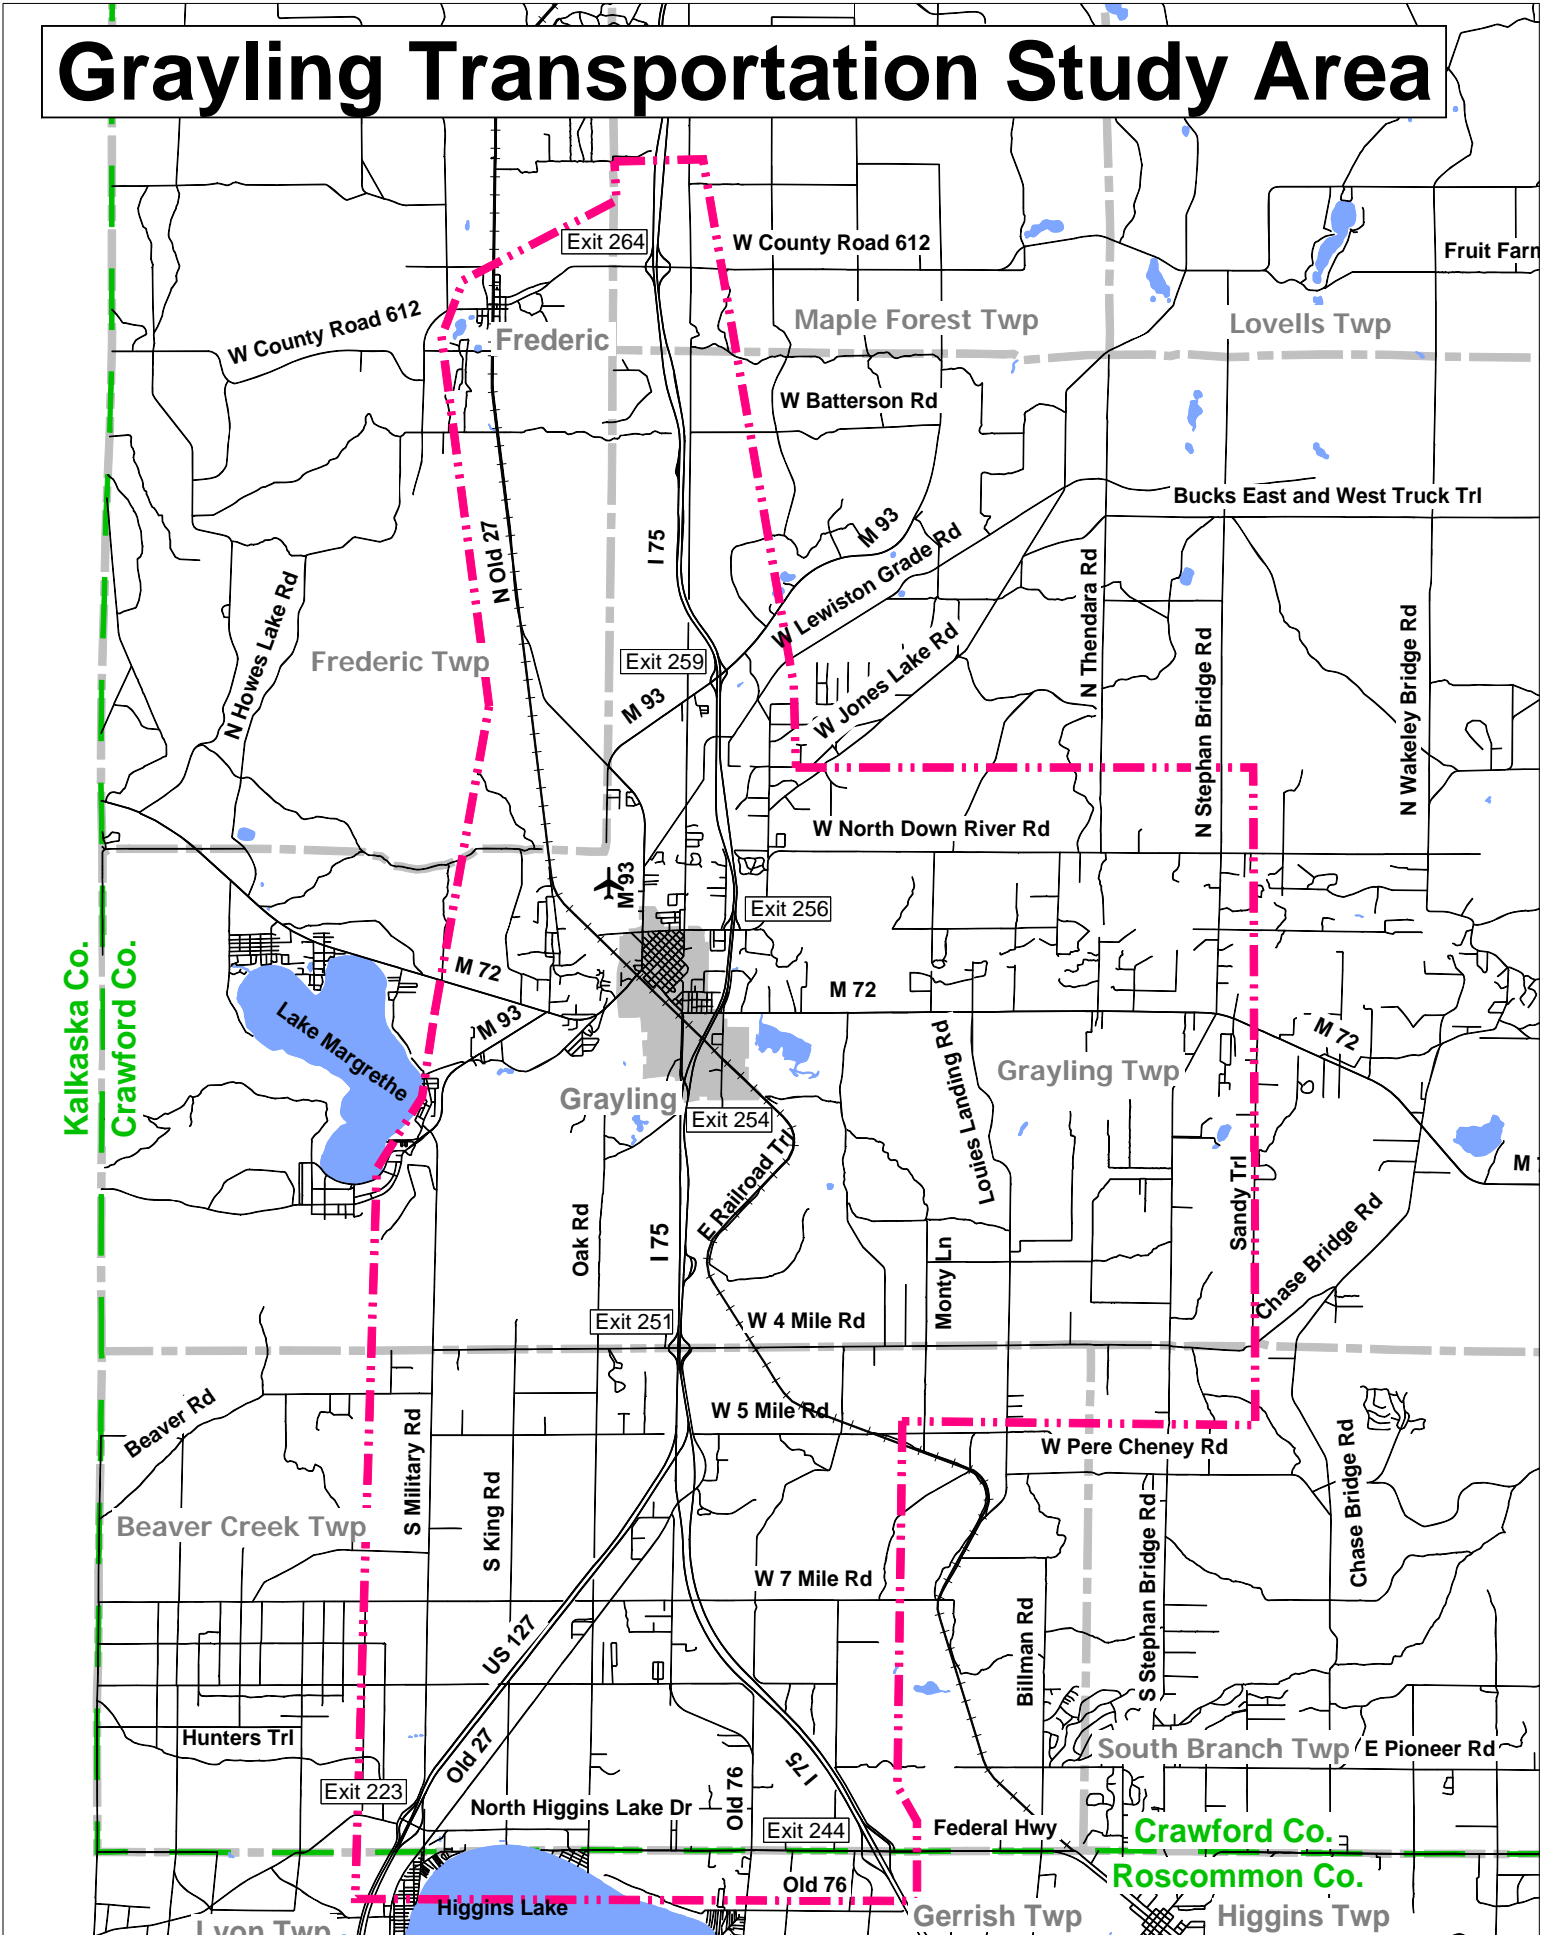 Grayling Transportation Study Area
Exit 264
W County Road 612
Fruit Farm
W County Road 612
Frederic
Maple Forest Twp
Lovells Twp
W Batterson Rd
Bucks East and West Truck Trl
M 93
N Old 27
I 75
W Lewiston Grade Rd
N Thendara Rd
N Howes Lake Rd
N Stephan Bridge Rd
N Wakeley Bridge Rd
Frederic Twp
Exit 259
W Jones Lake Rd
M 93
W North Down River Rd
M 93
Exit 256
Kalkaska Co.
Crawford Co.
M 72
M 72
M 93
Lake Margrethe
M 72
Louies Landing Rd
Grayling Twp
Grayling
Exit 254
E Railroad Trl
M
Sandy Trl
Oak Rd
I 75
Monty Ln
Chase Bridge Rd
Exit 251
W 4 Mile Rd
Beaver Rd
W 5 Mile Rd
S Military Rd
W Pere Cheney Rd
Chase Bridge Rd
S King Rd
Beaver Creek Twp
S Stephan Bridge Rd
W 7 Mile Rd
US 127
Billman Rd
Hunters Trl
Old 27
I 75
South Branch Twp
E Pioneer Rd
Exit 223
Old 76
North Higgins Lake Dr
Exit 244
Federal Hwy
Crawford Co.
Roscommon Co.
Old 76
Higgins Lake
Lyon Twp
Gerrish Twp
Higgins Twp